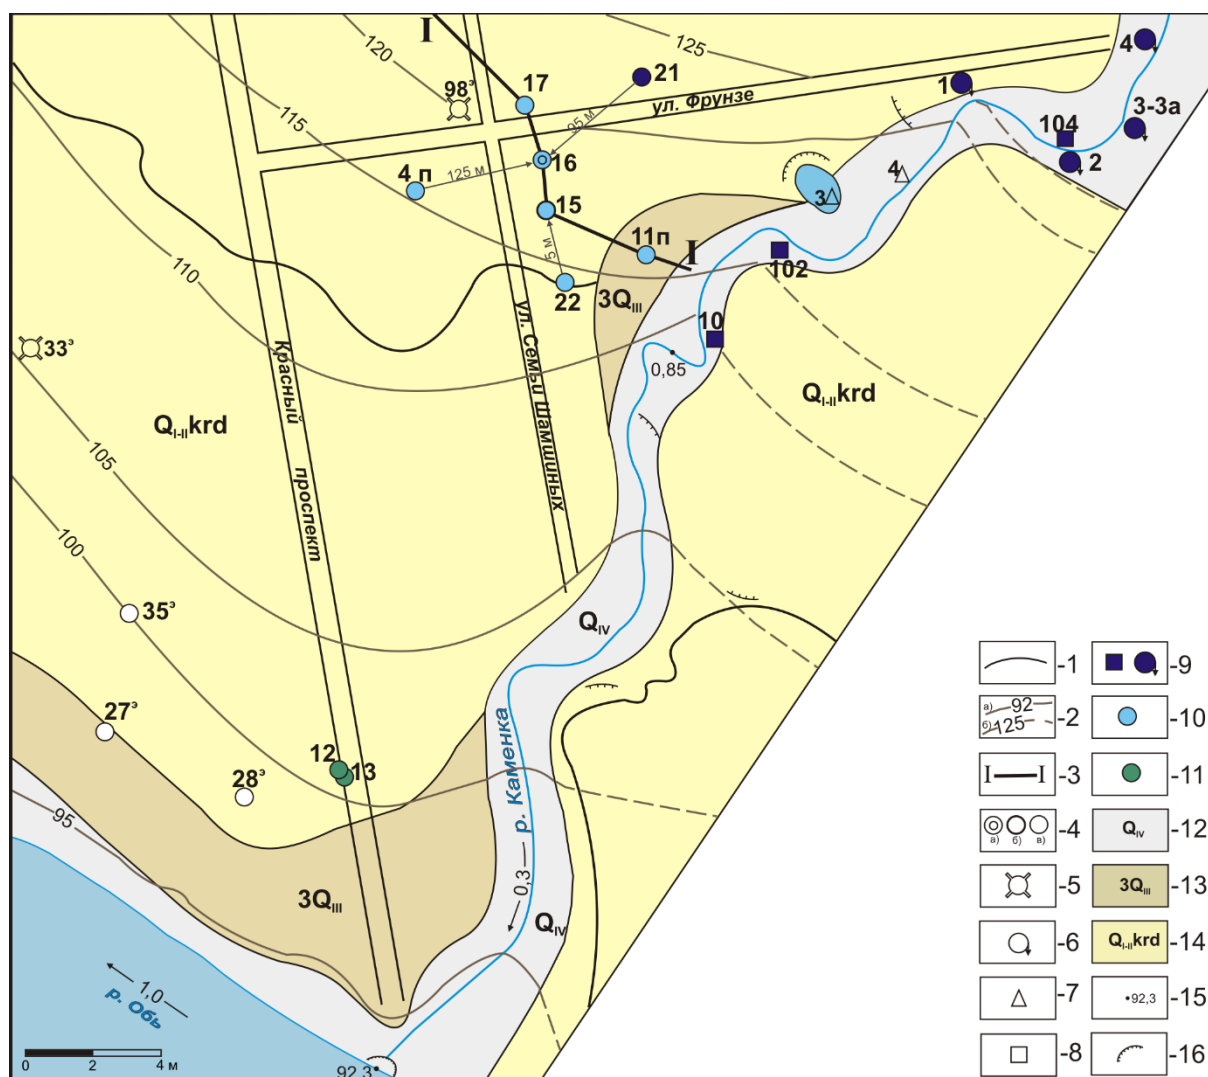 I
120
125
98э
17
21
ул. Фрунзе
1
4
3-3а
104
2
115
95 м
16
4 п
125 м
15
3
4
11п
I
5 м
22
3QIII
102
110
10
0,85
33э
Красный
проспект
ул. Семьи Шамшиных
QI-IIkrd
QI-IIkrd
105
100
35э
QIV
27э
28э
12
13
р. Каменка
0,3
95
3QIII
QIV
1,0
р. Обь
92,3
0 2 4 м
-1
а) 92
б) 125
-2
I I -3
а) б) в) -4
-5
-6
-7
-8
-9
-10
-11
QIV -12
3QIII -13
QI-IIkrd -14
92,3 -15
-16